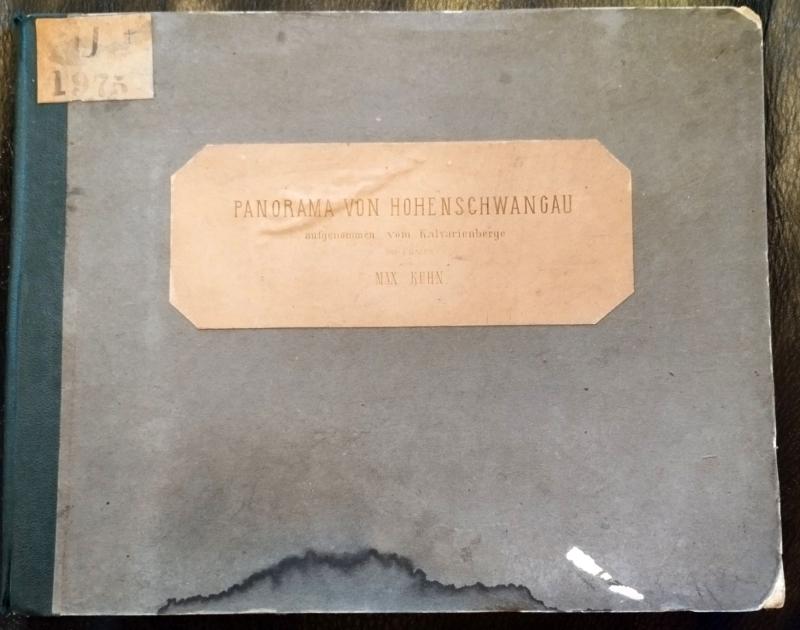 U +
1975
PANORAMA VON HOHENSCHWANGAU
aufgenommen vom Kalvarienberge
MAX KUHN.